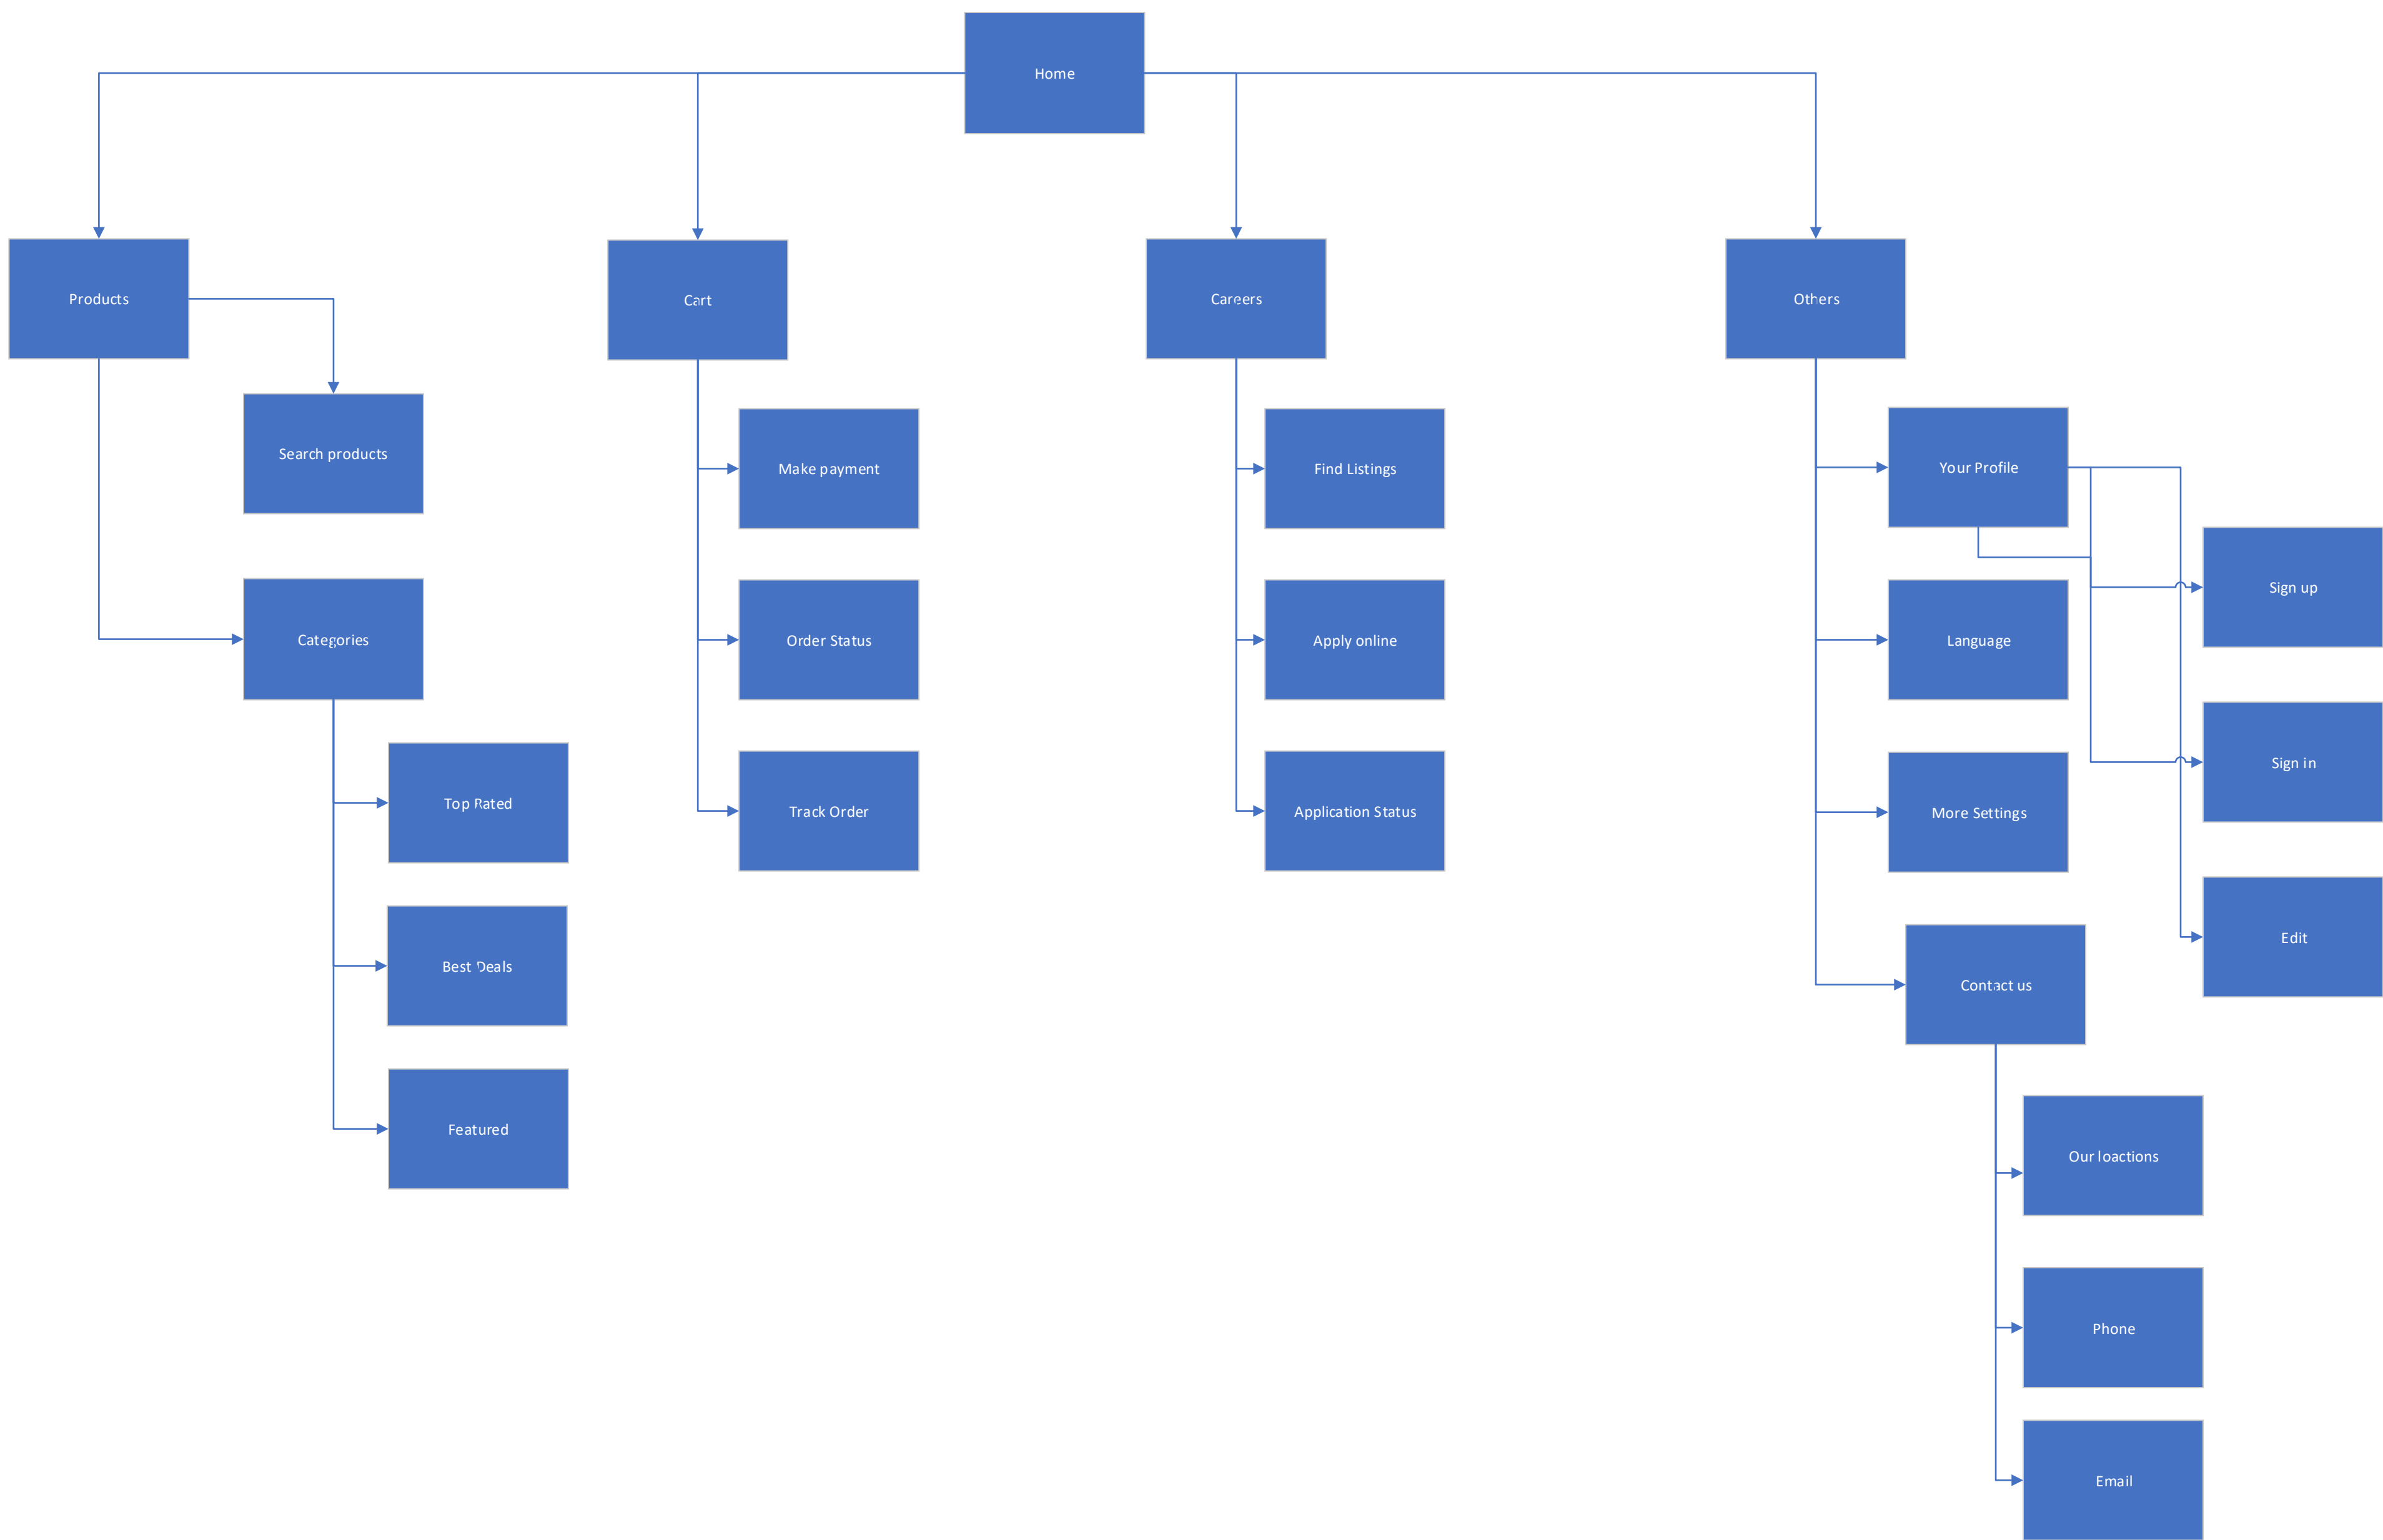 Home
Products
Cart
Careers
Others
Search products
Make payment
Find Listings
Your Profile
Sign up
Categories
Order Status
Apply online
Language
Sign in
Top Rated
Track Order
Application Status
More Settings
Edit
Best Deals
Contact us
Featured
Our loactions
Phone
Email